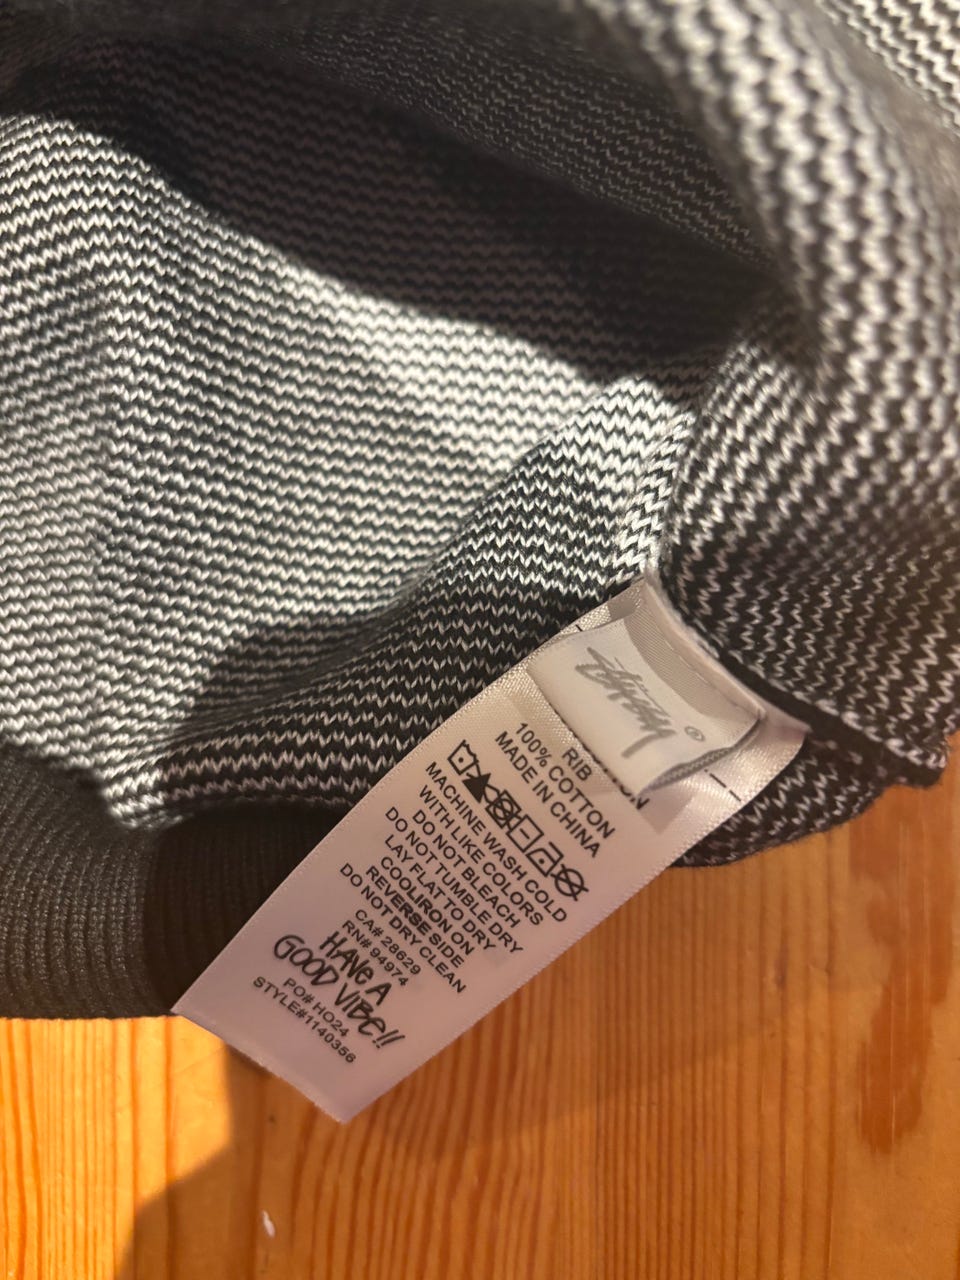 Stüssy ®
RIB
100% COTTON
MADE IN CHINA
MACHINE WASH COLD
WITH LIKE COLORS
DO NOT BLEACH
DO NOT TUMBLE DRY
LAY FLAT TO DRY
COOLIRON ON
REVERSE SIDE
DO NOT DRY CLEAN
CA# 28629
RN# 94974
HAVE A
GOOD VIBE!!
PO# HO24
STYLE#1140356